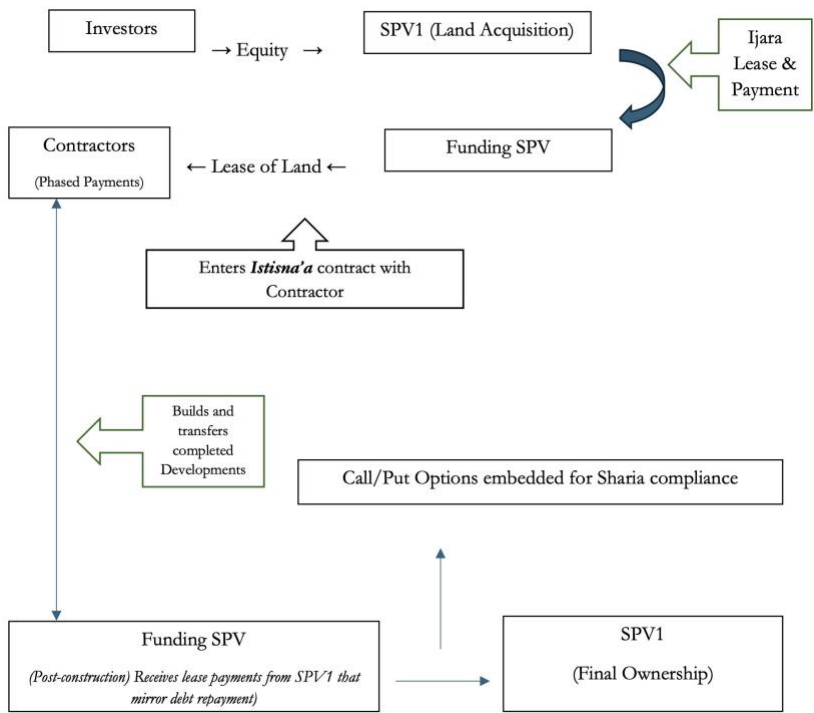 Investors
→ Equity →
SPV1 (Land Acquisition)
Ijara
Lease &
Payment
Contractors
(Phased Payments)
← Lease of Land ←
Funding SPV
Enters Istisna’a contract with
Contractor
Builds and
transfers
completed
Developments
Call/Put Options embedded for Sharia compliance
Funding SPV
(Post-construction) Receives lease payments from SPV1 that
mirror debt repayment)
SPV1
(Final Ownership)